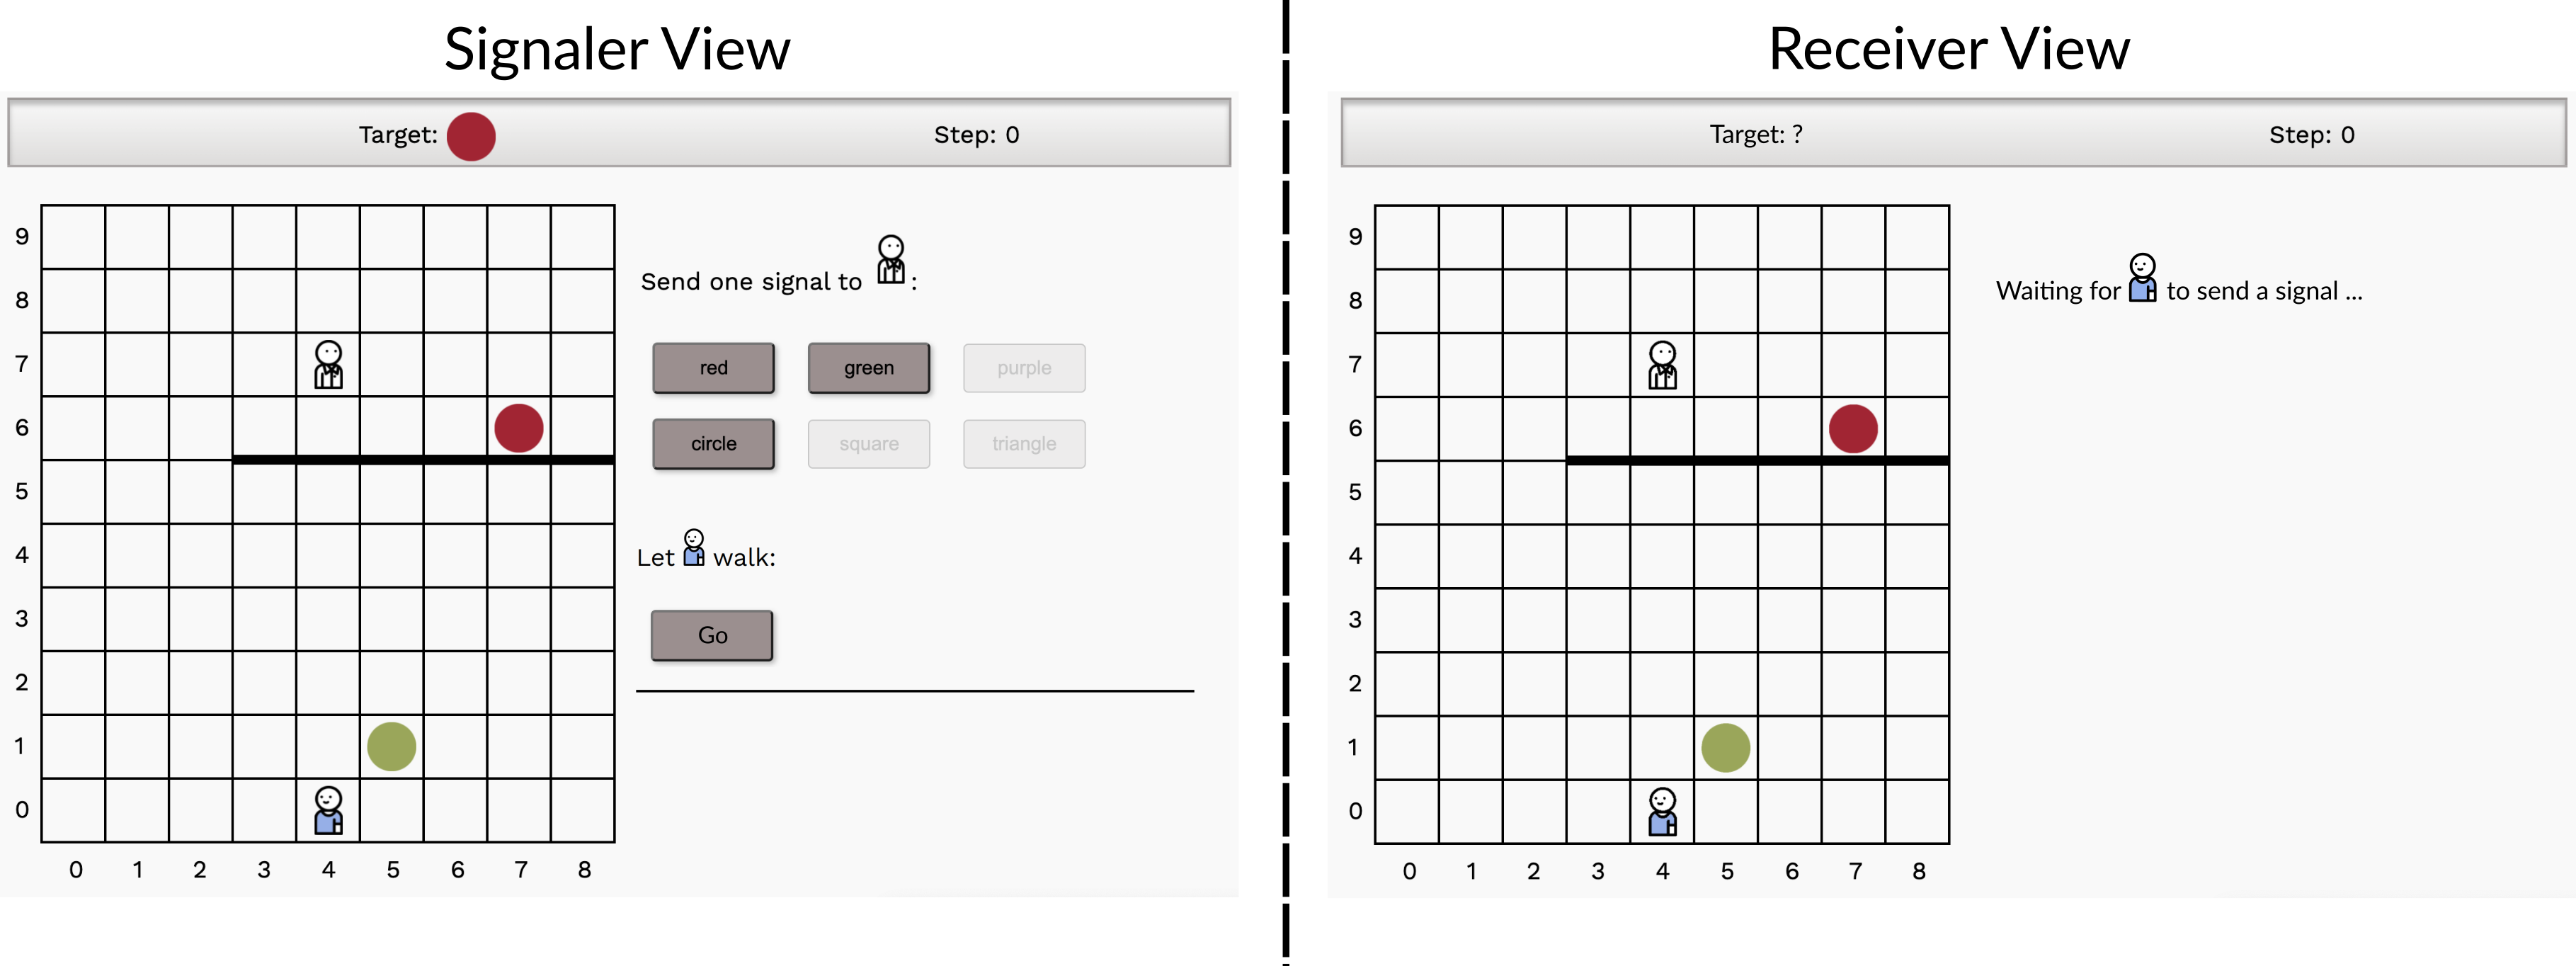 Signaler View
Target:
Step: 0
9
8
7
6
5
4
3
2
1
0
0 1 2 3 4 5 6 7 8
Send one signal to :
red green purple
circle square triangle
Let walk:
Go
Receiver View
Target: ?
Step: 0
9
8
7
6
5
4
3
2
1
0
0 1 2 3 4 5 6 7 8
Waiting for to send a signal ...